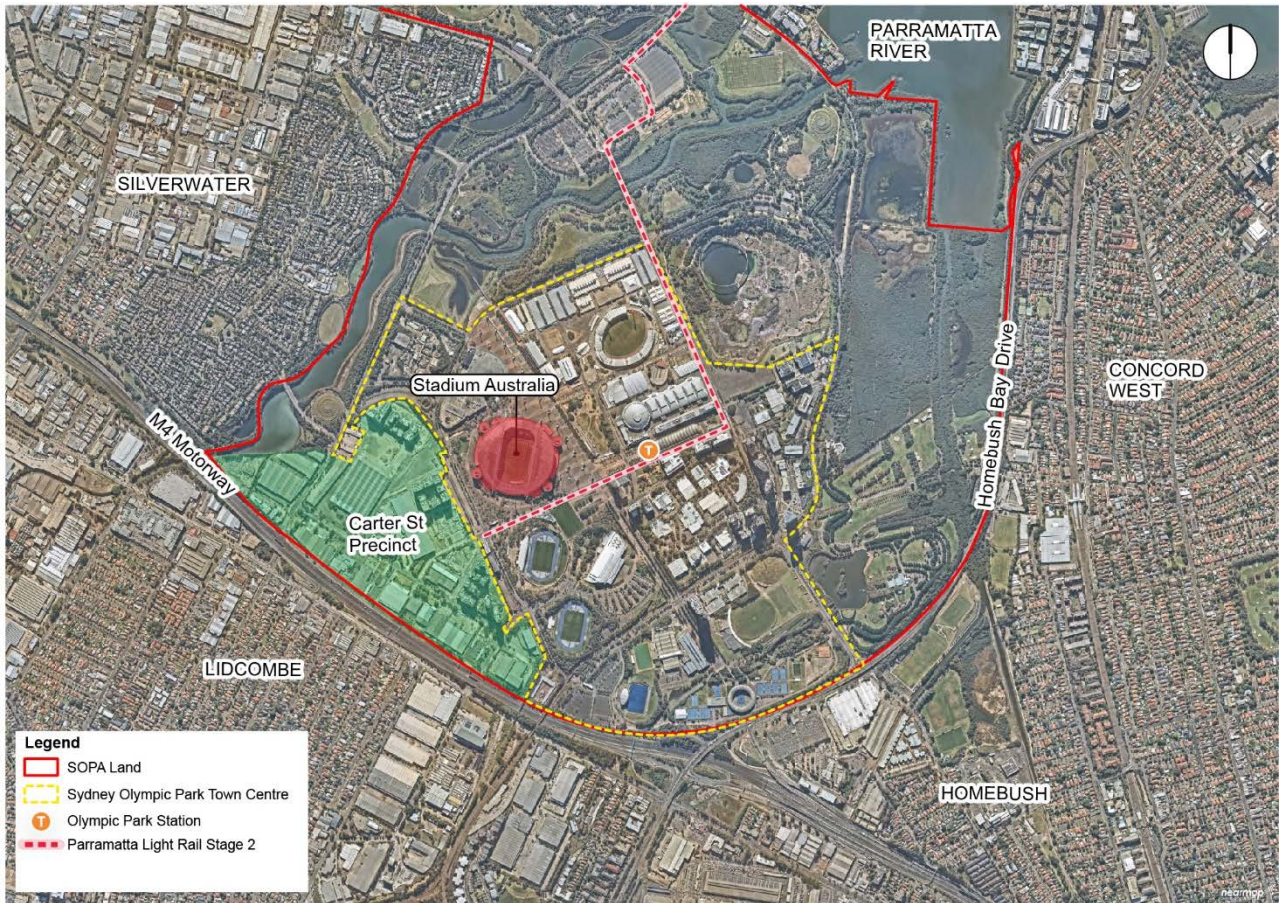 PARRAMATTA
RIVER
SILVERWATER
Stadium Australia
CONCORD
WEST
Homebush Bay Drive
M4 Motorway
Carter St
Precinct
T
LIDCOMBE
HOMEBUSH
Legend
SOPA Land
Sydney Olympic Park Town Centre
T Olympic Park Station
Parramatta Light Rail Stage 2
nearmap